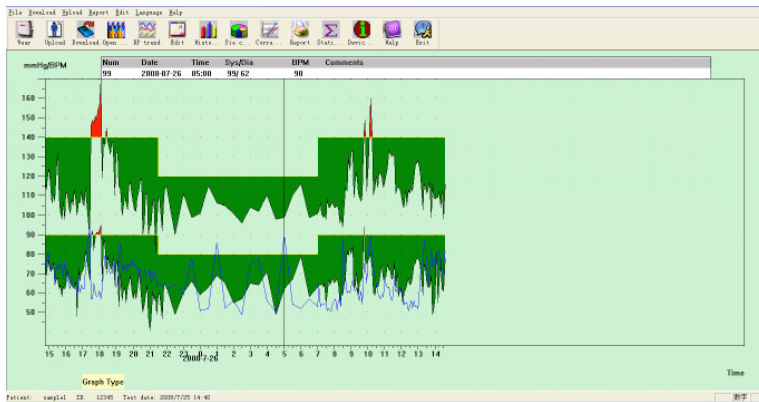 File Download Upload Report Edit Language Help
Wear Upload Download Open... BP trend Edit Histo... Pie c... Corre... Report Stati... Devic... Help Exit
mmHg/BPM
Num Date Time Sys/Dia BPM Comments
99 2008-07-26 05:00 99/ 62 90
160
150
140
130
120
110
100
90
80
70
60
50
15 16 17 18 19 20 21 22 23 0 1 2 3 4 5 6 7 8 9 10 11 12 13 14
2008-7-26
Time
Graph Type
Patient: sample1 ID: 12345 Test date: 2008/7/25 14:40 数字